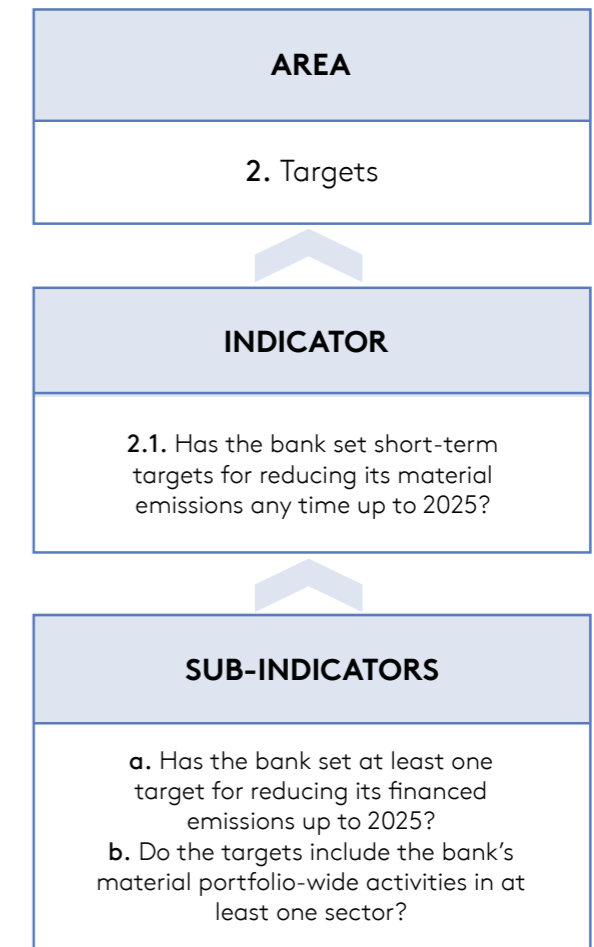 AREA
2. Targets
INDICATOR
2.1. Has the bank set short-term
targets for reducing its material
emissions any time up to 2025?
SUB-INDICATORS
a. Has the bank set at least one
target for reducing its financed
emissions up to 2025?
b. Do the targets include the bank’s
material portfolio-wide activities in at
least one sector?